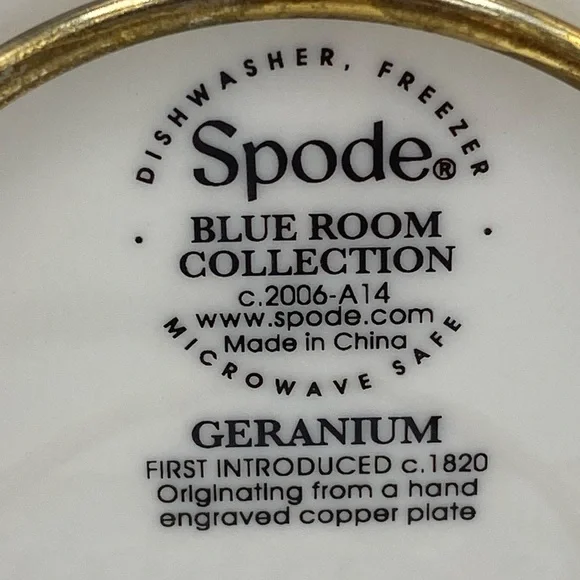 DISHWASHER, FREEZER
Spode®
BLUE ROOM
COLLECTION
c.2006-A14
www.spode.com
Made in China
MICROWAVE SAFE
GERANIUM
FIRST INTRODUCED c.1820
Originating from a hand
engraved copper plate